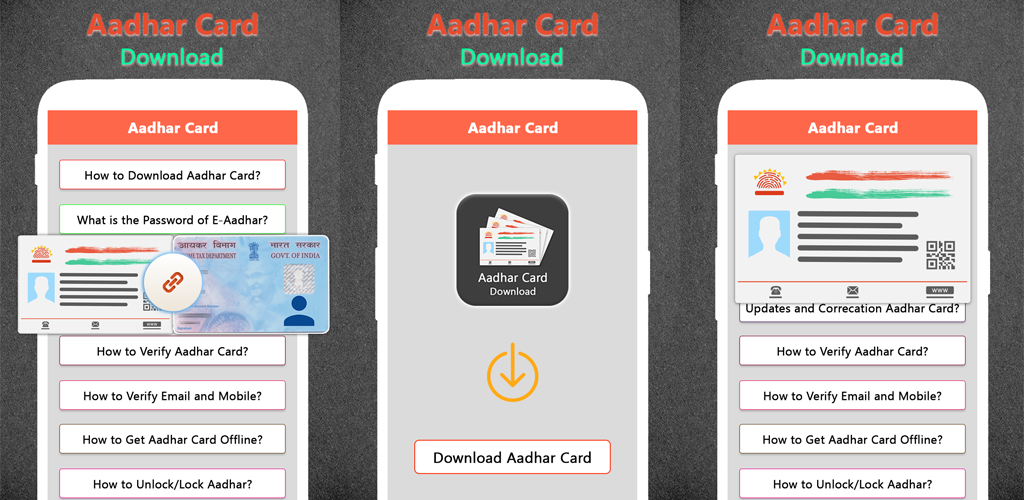 Aadhar Card
Download
Aadhar Card
How to Download Aadhar Card?
What is the Password of E-Aadhar?
आयकर विभाग
INCOME TAX DEPARTMENT
भारत सरकार
GOVT. OF INDIA
WWW
How to Verify Aadhar Card?
How to Verify Email and Mobile?
How to Get Aadhar Card Offline?
How to Unlock/Lock Aadhar?
Aadhar Card
Download
Aadhar Card
Aadhar Card
Download
Download Aadhar Card
Aadhar Card
Download
Aadhar Card
WWW
Updates and Correcation Aadhar Card?
How to Verify Aadhar Card?
How to Verify Email and Mobile?
How to Get Aadhar Card Offline?
How to Unlock/Lock Aadhar?